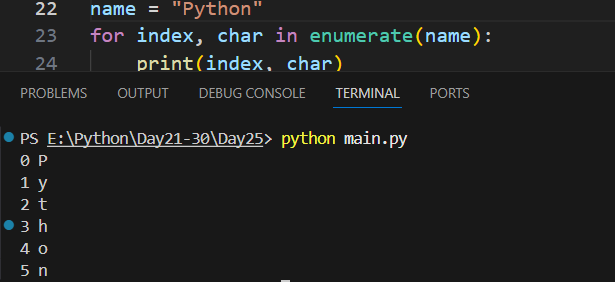 22 name = "Python"
23 for index, char in enumerate(name):
24 print(index, char)
PROBLEMS OUTPUT DEBUG CONSOLE TERMINAL PORTS
PS E:\Python\Day21-30\Day25> python main.py
0 P
1 y
2 t
3 h
4 o
5 n